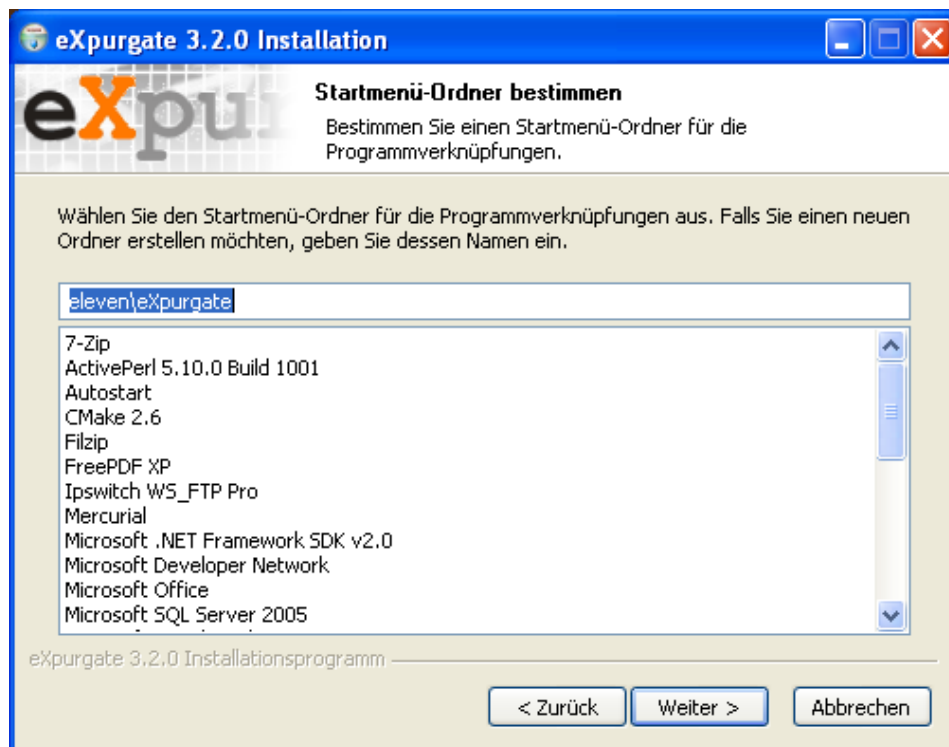 eXpurgate 3.2.0 Installation
eXpur
Startmenü-Ordner bestimmen
Bestimmen Sie einen Startmenü-Ordner für die
Programmverknüpfungen.
Wählen Sie den Startmenü-Ordner für die Programmverknüpfungen aus. Falls Sie einen neuen
Ordner erstellen möchten, geben Sie dessen Namen ein.
eleven\eXpurgate
7-Zip
ActivePerl 5.10.0 Build 1001
Autostart
CMake 2.6
Filzip
FreePDF XP
Ipswitch WS_FTP Pro
Mercurial
Microsoft .NET Framework SDK v2.0
Microsoft Developer Network
Microsoft Office
Microsoft SQL Server 2005
eXpurgate 3.2.0 Installationsprogramm
< Zurück
Weiter >
Abbrechen